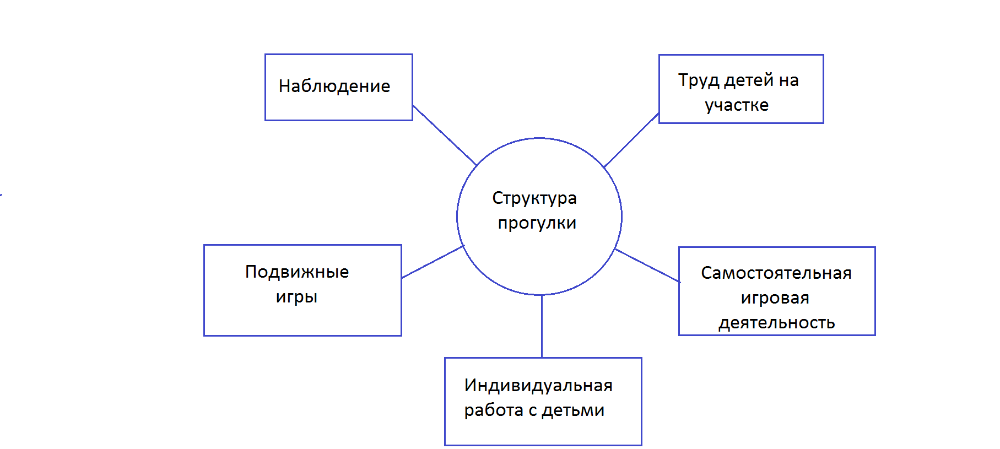 Наблюдение
Труд детей на
участке
Структура
прогулки
Подвижные
игры
Самостоятельная
игровая
деятельность
Индивидуальная
работа с детьми